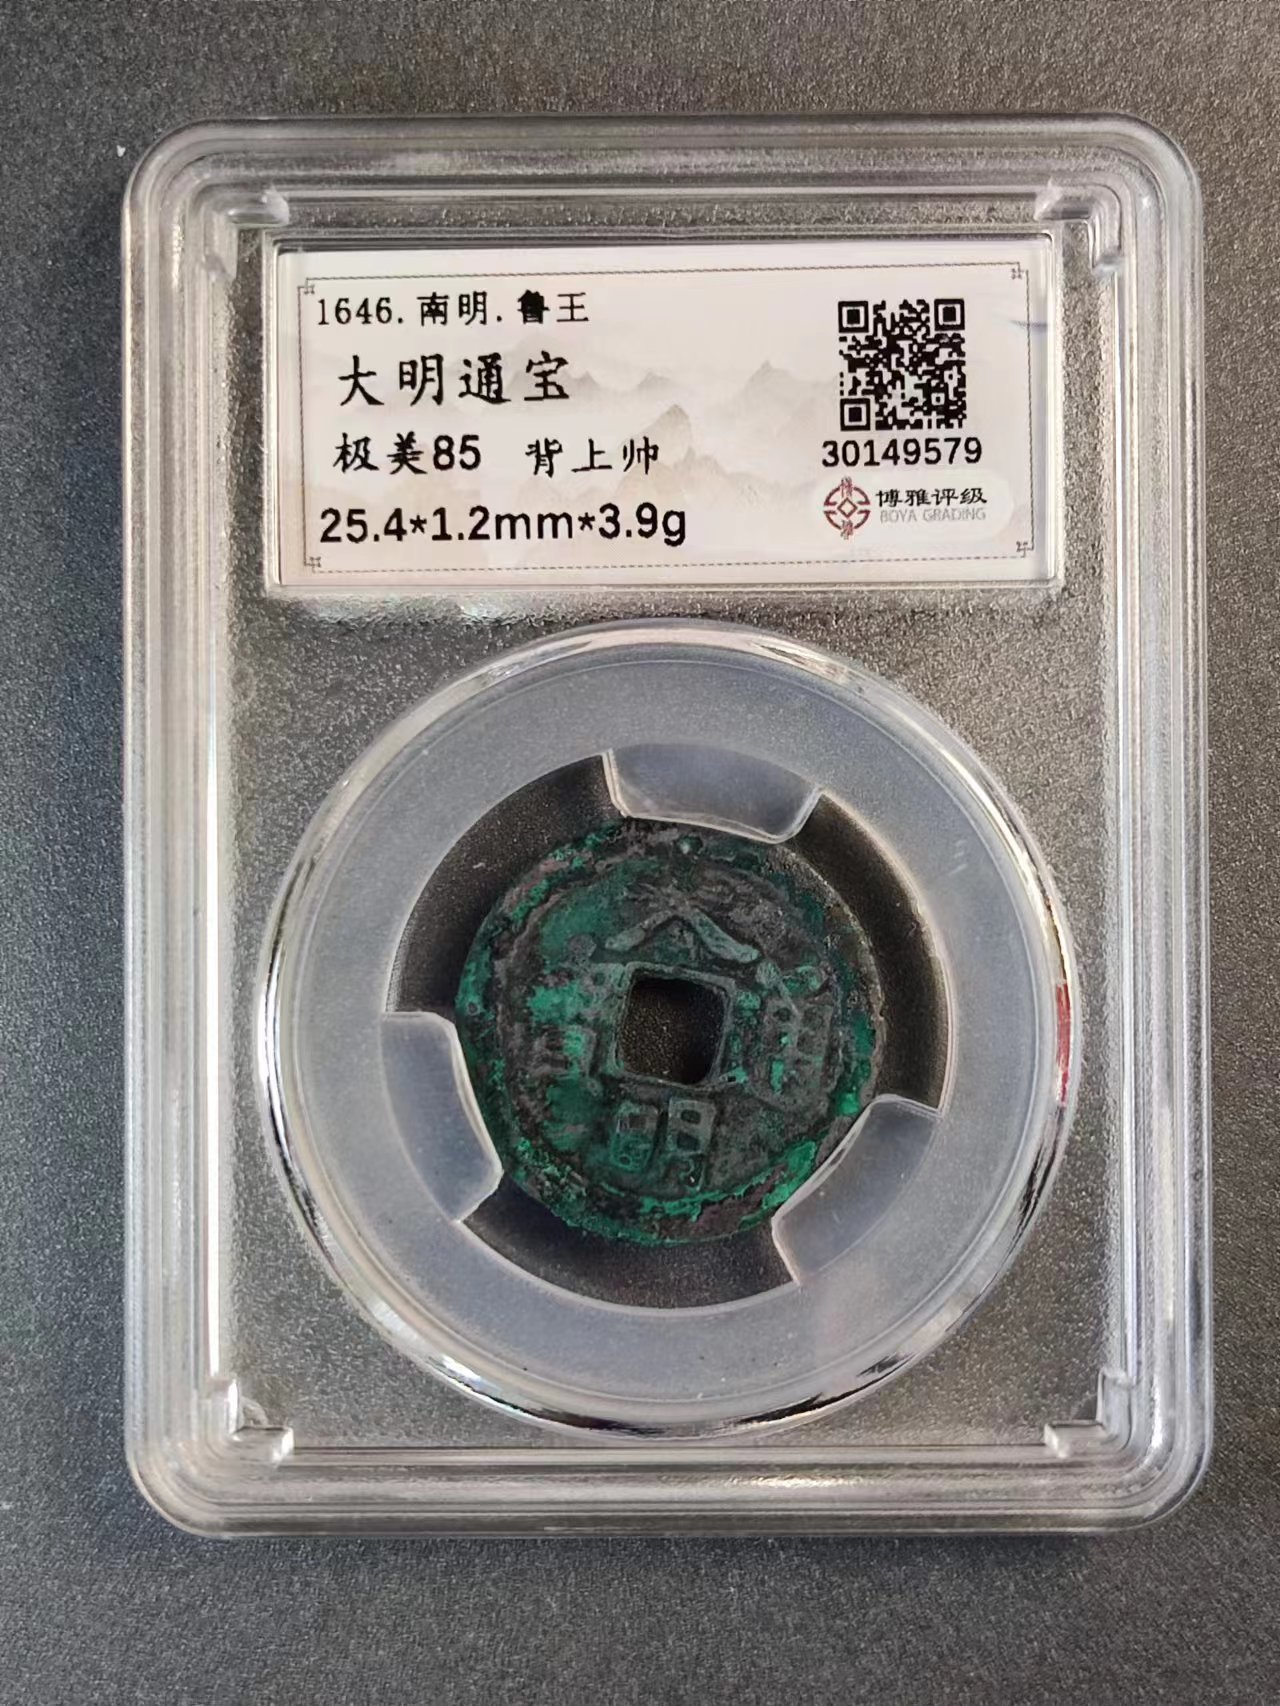 1646.南明.鲁王
大明通宝
极美85 背上帅
25.4*1.2mm*3.9g
30149579
博雅评级
BOYA GRADING
大明通寶